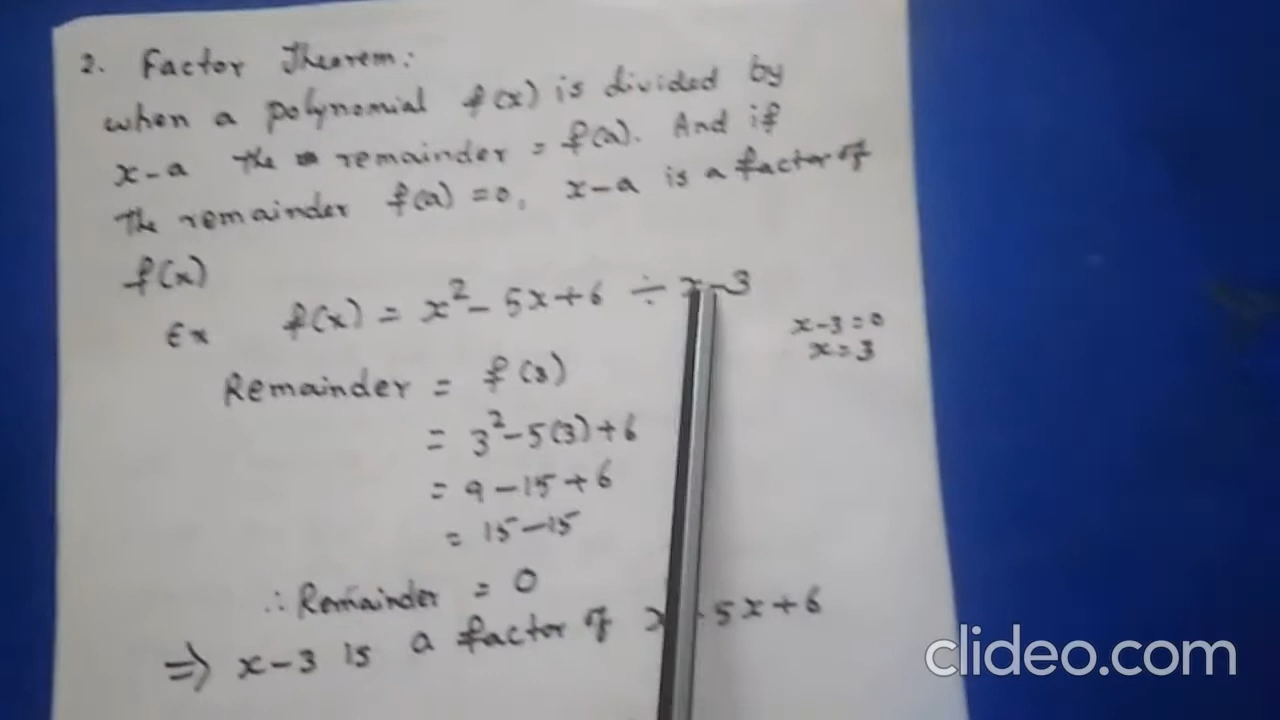 2. Factor Theorem:
when a polynomial f(x) is divided by
x-a the remainder = f(a). And if
the remainder f(a) = 0, x-a is a factor of
f(x)
Ex f(x) = x² - 5x + 6 ÷ x-3
x-3=0
x=3
Remainder = f(3)
= 3² - 5(3) + 6
= 9 - 15 + 6
= 15 - 15
∴ Remainder = 0
⇒ x-3 is a factor of x - 5x + 6
clideo.com